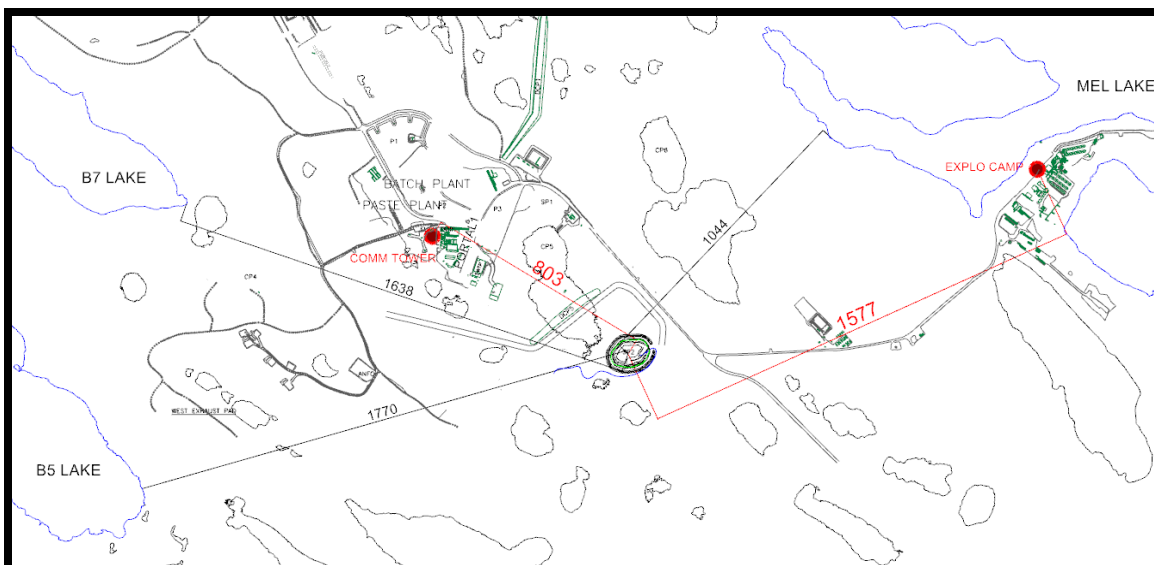 MEL LAKE
DCP1
P1
CP6
EXPLO CAMP
B7 LAKE
BATCH PLANT
PASTE PLANT
P3
SP1
1044
COMM TOWER
CP5
803
CP4
1638
1577
1770
WEST EXHAUST PAD
B5 LAKE